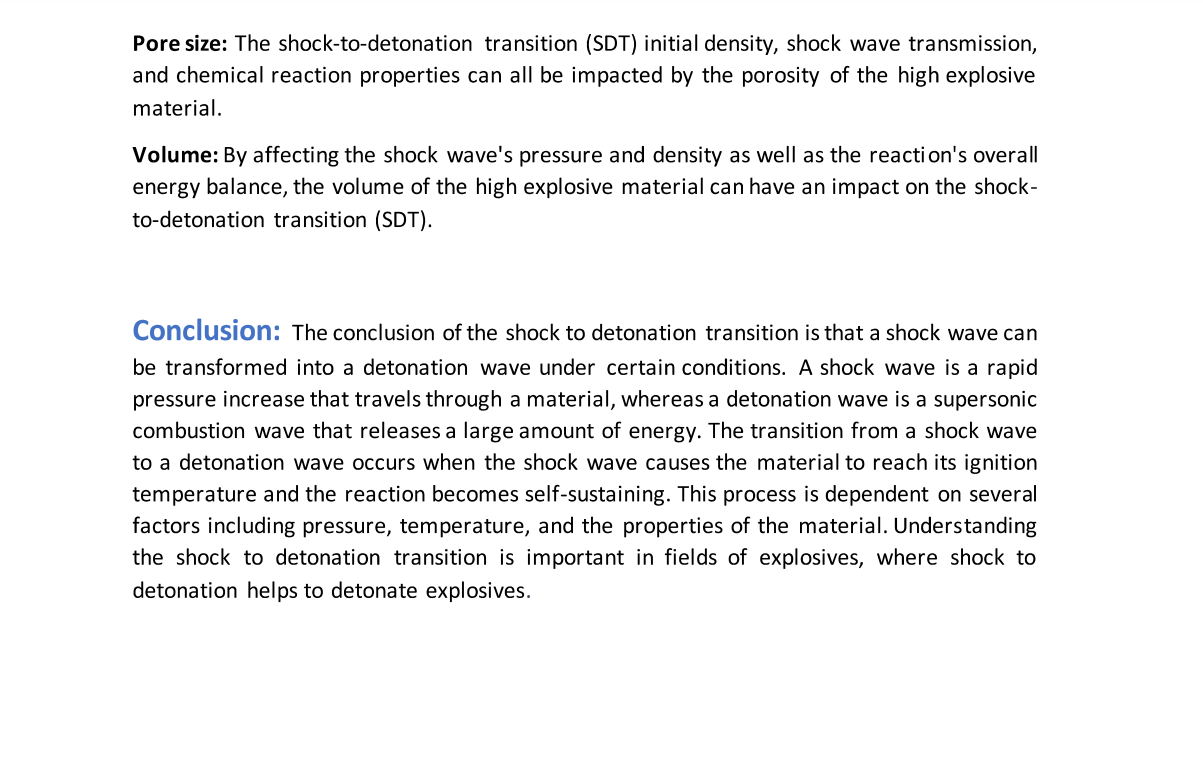 Pore size: The shock-to-detonation transition (SDT) initial density, shock wave transmission,
and chemical reaction properties can all be impacted by the porosity of the high explosive
material.
Volume: By affecting the shock wave's pressure and density as well as the reaction's overall
energy balance, the volume of the high explosive material can have an impact on the shock-
to-detonation transition (SDT).
Conclusion: The conclusion of the shock to detonation transition is that a shock wave can
be transformed into a detonation wave under certain conditions. A shock wave is a rapid
pressure increase that travels through a material, whereas a detonation wave is a supersonic
combustion wave that releases a large amount of energy. The transition from a shock wave
to a detonation wave occurs when the shock wave causes the material to reach its ignition
temperature and the reaction becomes self-sustaining. This process is dependent on several
factors including pressure, temperature, and the properties of the material. Understanding
the shock to detonation transition is important in fields of explosives, where shock to
detonation helps to detonate explosives.